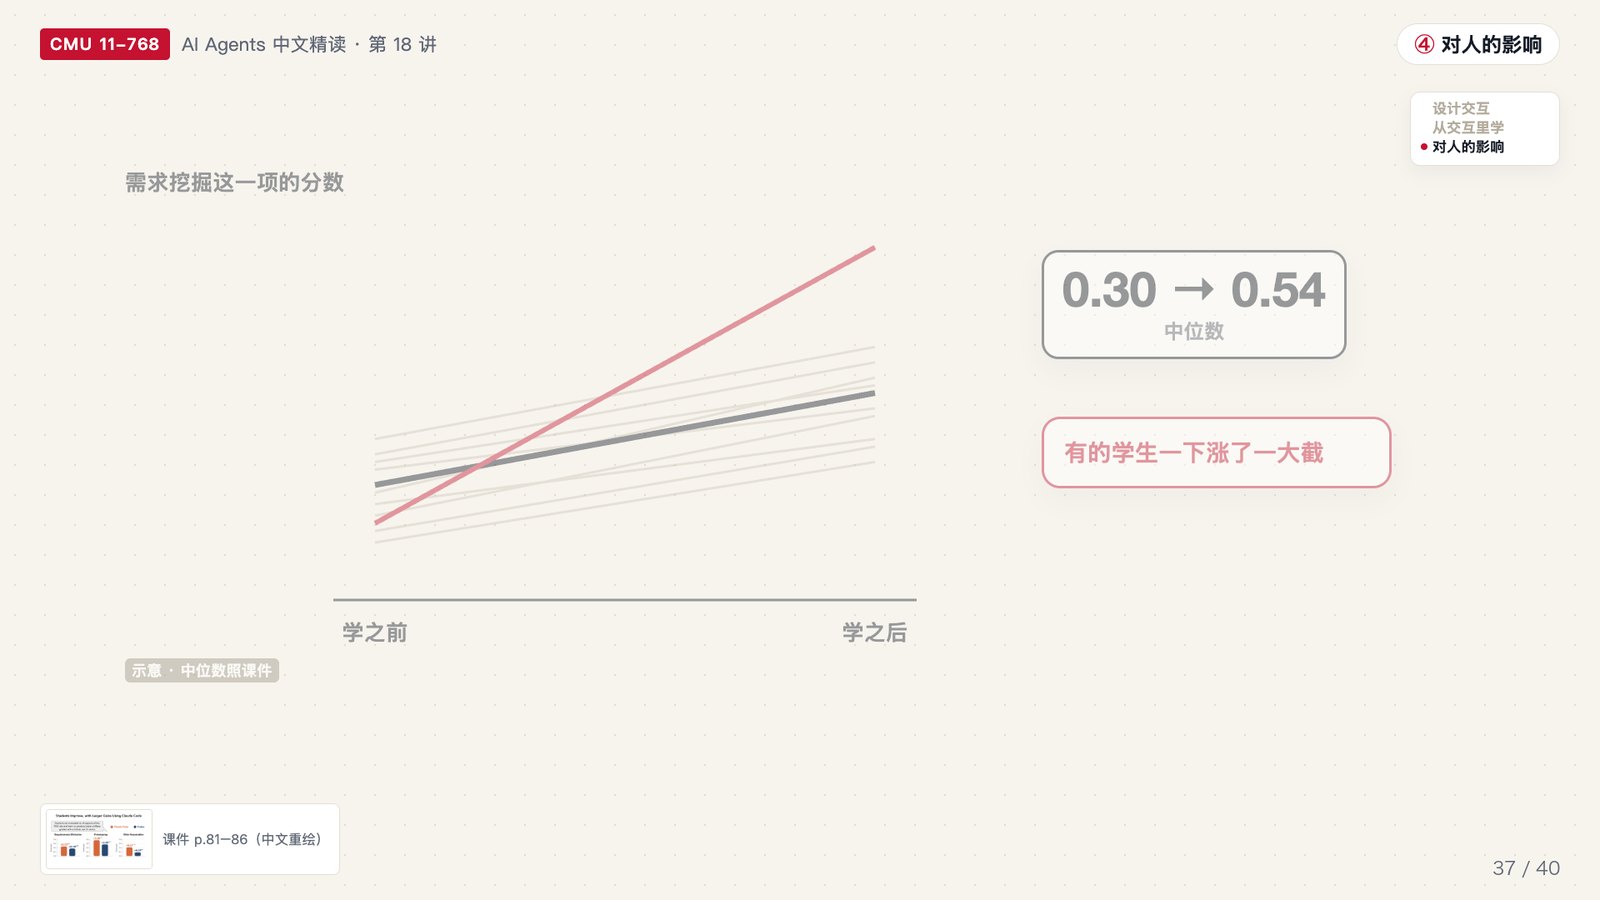 CMU 11-768 AI Agents 中文精读 · 第 18 讲
④ 对人的影响
设计交互
从交互里学
对人的影响
需求挖掘这一项的分数
0.30 → 0.54
中位数
有的学生一下涨了一大截
学之前
学之后
示意 · 中位数照课件
课件 p.81–86（中文重绘）
37 / 40